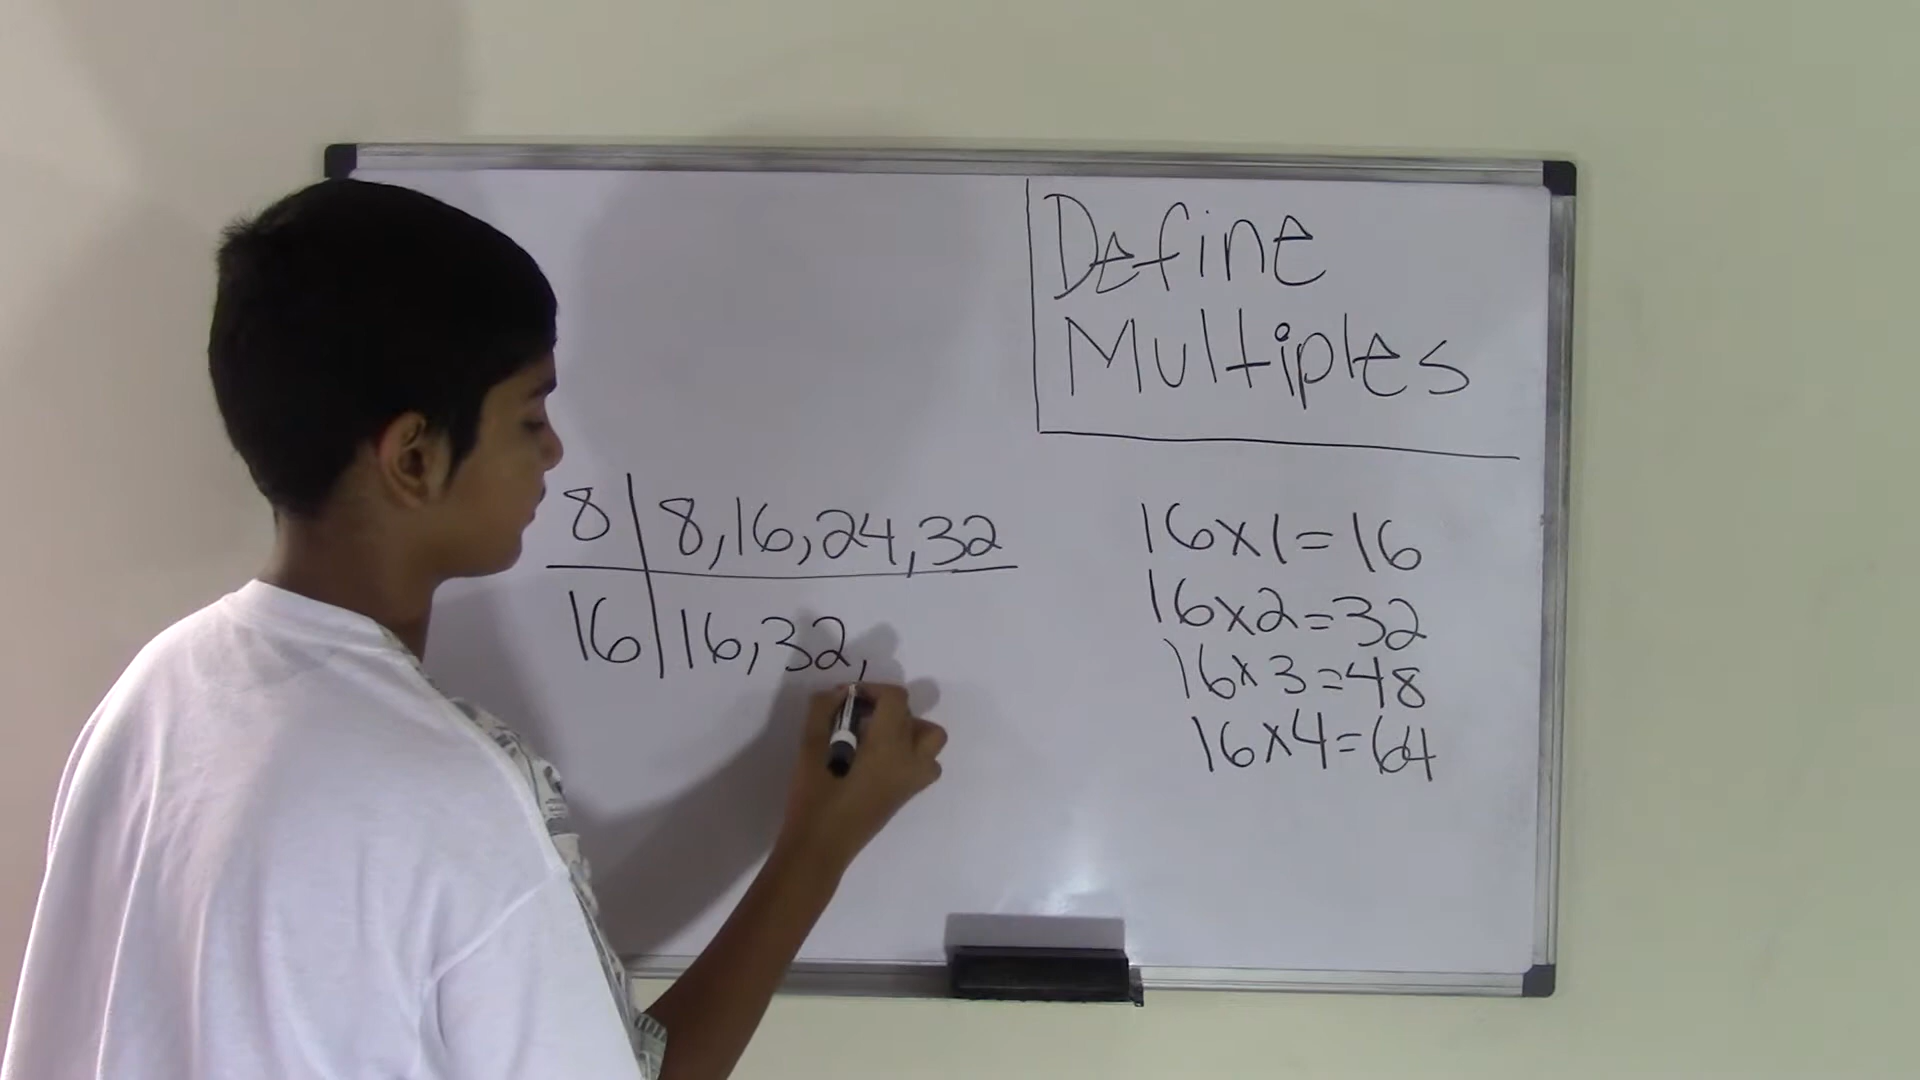 Define
Multiples
8 | 8,16,24,32
16 | 16,32,
16x1=16
16x2=32
16x3=48
16x4=64